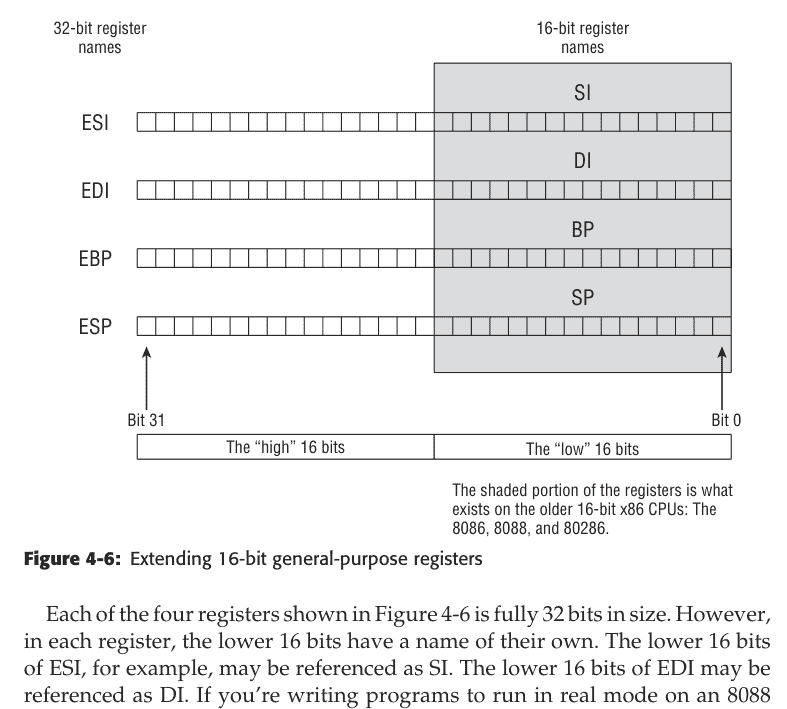 32-bit register
names
16-bit register
names
SI
ESI
DI
EDI
BP
EBP
SP
ESP
Bit 31
Bit 0
The “high” 16 bits
The “low” 16 bits
The shaded portion of the registers is what
exists on the older 16-bit x86 CPUs: The
8086, 8088, and 80286.
Figure 4-6: Extending 16-bit general-purpose registers
Each of the four registers shown in Figure 4-6 is fully 32 bits in size. However,
in each register, the lower 16 bits have a name of their own. The lower 16 bits
of ESI, for example, may be referenced as SI. The lower 16 bits of EDI may be
referenced as DI. If you’re writing programs to run in real mode on an 8088